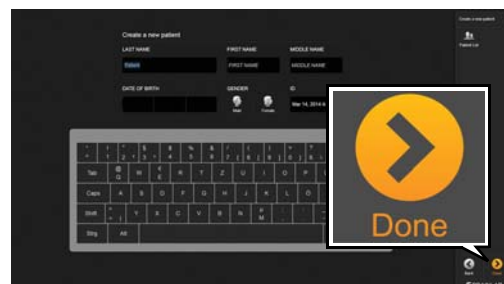 Create a new patient
Create a new patient
LAST NAME FIRST NAME MIDDLE NAME
Patient List
Patient FIRST NAME MIDDLE NAME
DATE OF BIRTH GENDER ID
Male Female Mar 14, 2014 4
Tab
Caps A S D F G H J K L
Shift Y X C V B N M
Strg Alt
Done
Back Done